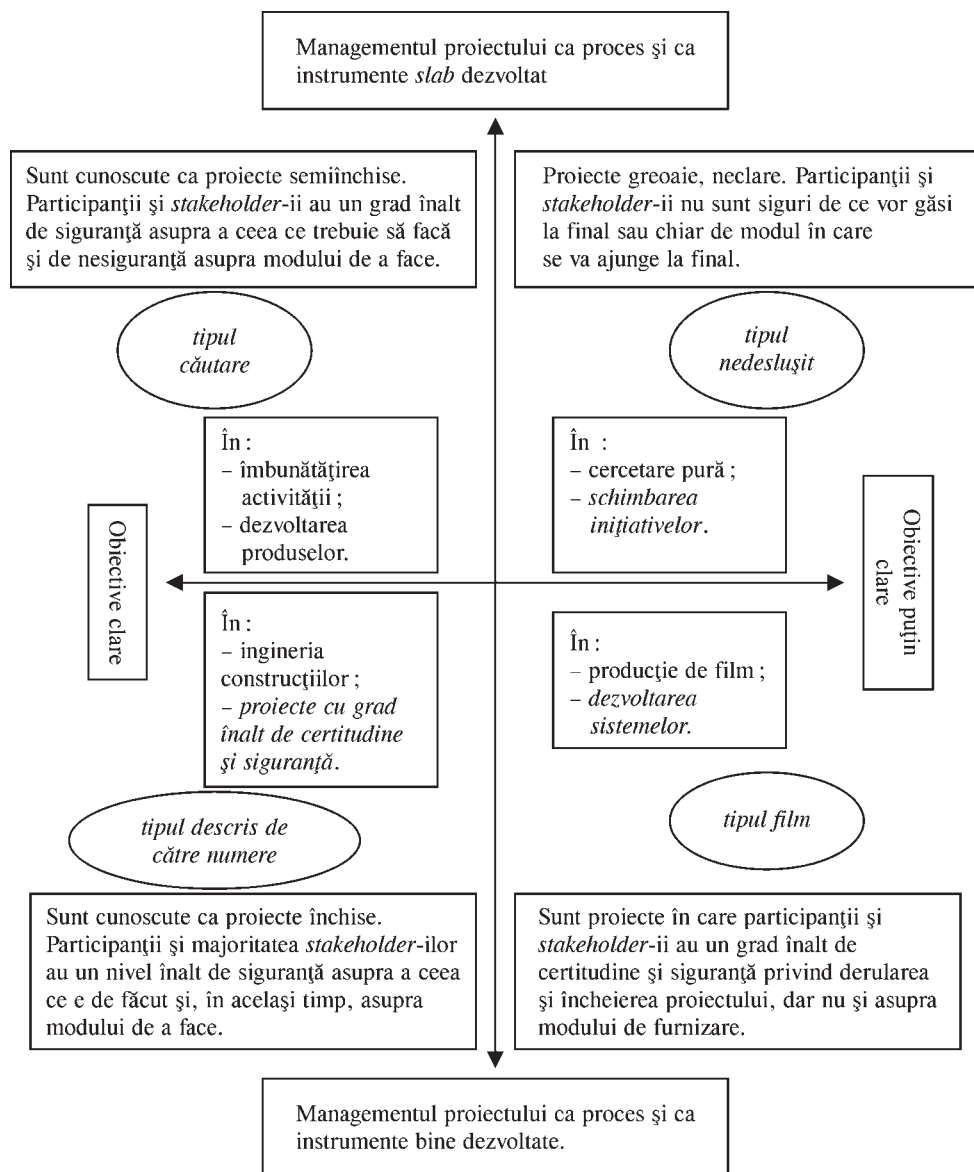 Managementul proiectului ca proces şi ca
instrumente slab dezvoltat
Sunt cunoscute ca proiecte semiînchise.
Participanţii şi stakeholder-ii au un grad înalt
de siguranţă asupra a ceea ce trebuie să facă
şi de nesiguranţă asupra modului de a face.
Proiecte greoaie, neclare. Participanţii şi
stakeholder-ii nu sunt siguri de ce vor găsi
la final sau chiar de modul în care
se va ajunge la final.
tipul
căutare
tipul
nedesluşit
În :
– îmbunătăţirea
activităţii ;
– dezvoltarea
produselor.
În :
– cercetare pură ;
– schimbarea
iniţiativelor.
Obiective clare
Obiective puţin
clare
În :
– ingineria
construcţiilor ;
– proiecte cu grad
înalt de certitudine
şi siguranţă.
În :
– producţie de film ;
– dezvoltarea
sistemelor.
tipul descris de
către numere
tipul film
Sunt cunoscute ca proiecte închise.
Participanţii şi majoritatea stakeholder-ilor
au un nivel înalt de siguranţă asupra a ceea
ce e de făcut şi, în acelaşi timp, asupra
modului de a face.
Sunt proiecte în care participanţii şi
stakeholder-ii au un grad înalt de
certitudine şi siguranţă privind derularea
şi încheierea proiectului, dar nu şi asupra
modului de furnizare.
Managementul proiectului ca proces şi ca
instrumente bine dezvoltate.